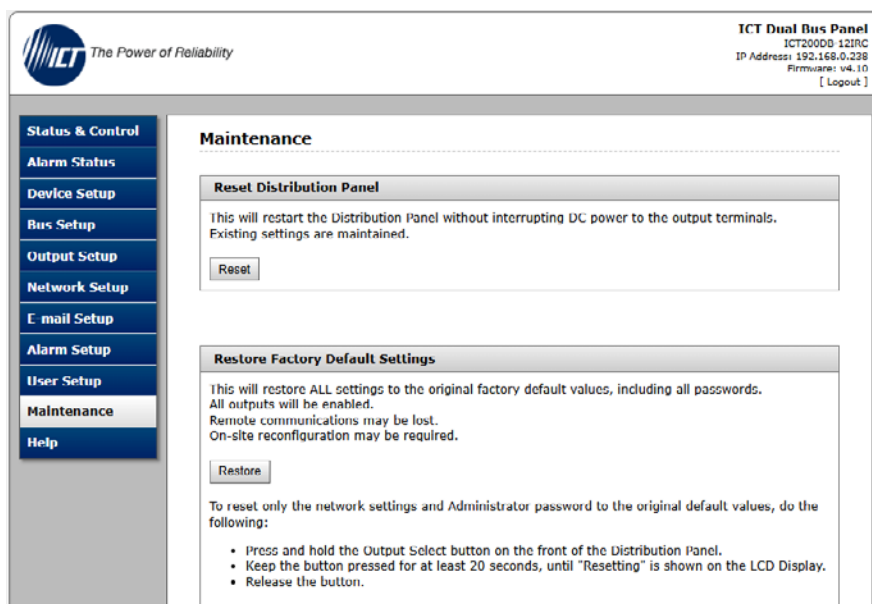 ICT The Power of Reliability
ICT Dual Bus Panel
ICT200DB-12IRC
IP Address: 192.168.0.238
Firmware: v4.10
[ Logout ]
Status & Control
Alarm Status
Device Setup
Bus Setup
Output Setup
Network Setup
E-mail Setup
Alarm Setup
User Setup
Maintenance
Help
Maintenance
Reset Distribution Panel
This will restart the Distribution Panel without interrupting DC power to the output terminals.
Existing settings are maintained.
Reset
Restore Factory Default Settings
This will restore ALL settings to the original factory default values, including all passwords.
All outputs will be enabled.
Remote communications may be lost.
On-site reconfiguration may be required.
Restore
To reset only the network settings and Administrator password to the original default values, do the
following:
• Press and hold the Output Select button on the front of the Distribution Panel.
• Keep the button pressed for at least 20 seconds, until "Resetting" is shown on the LCD Display.
• Release the button.